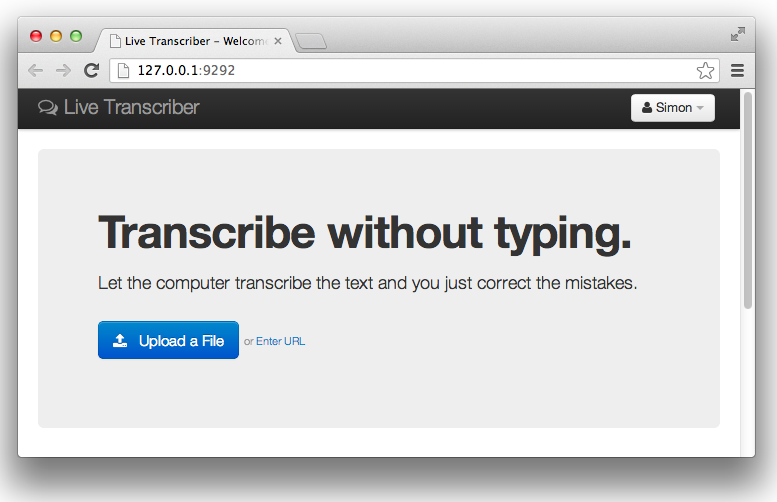 Live Transcriber – Welcome
127.0.0.1:9292
Live Transcriber
Simon
Transcribe without typing.
Let the computer transcribe the text and you just correct the mistakes.
Upload a File or Enter URL